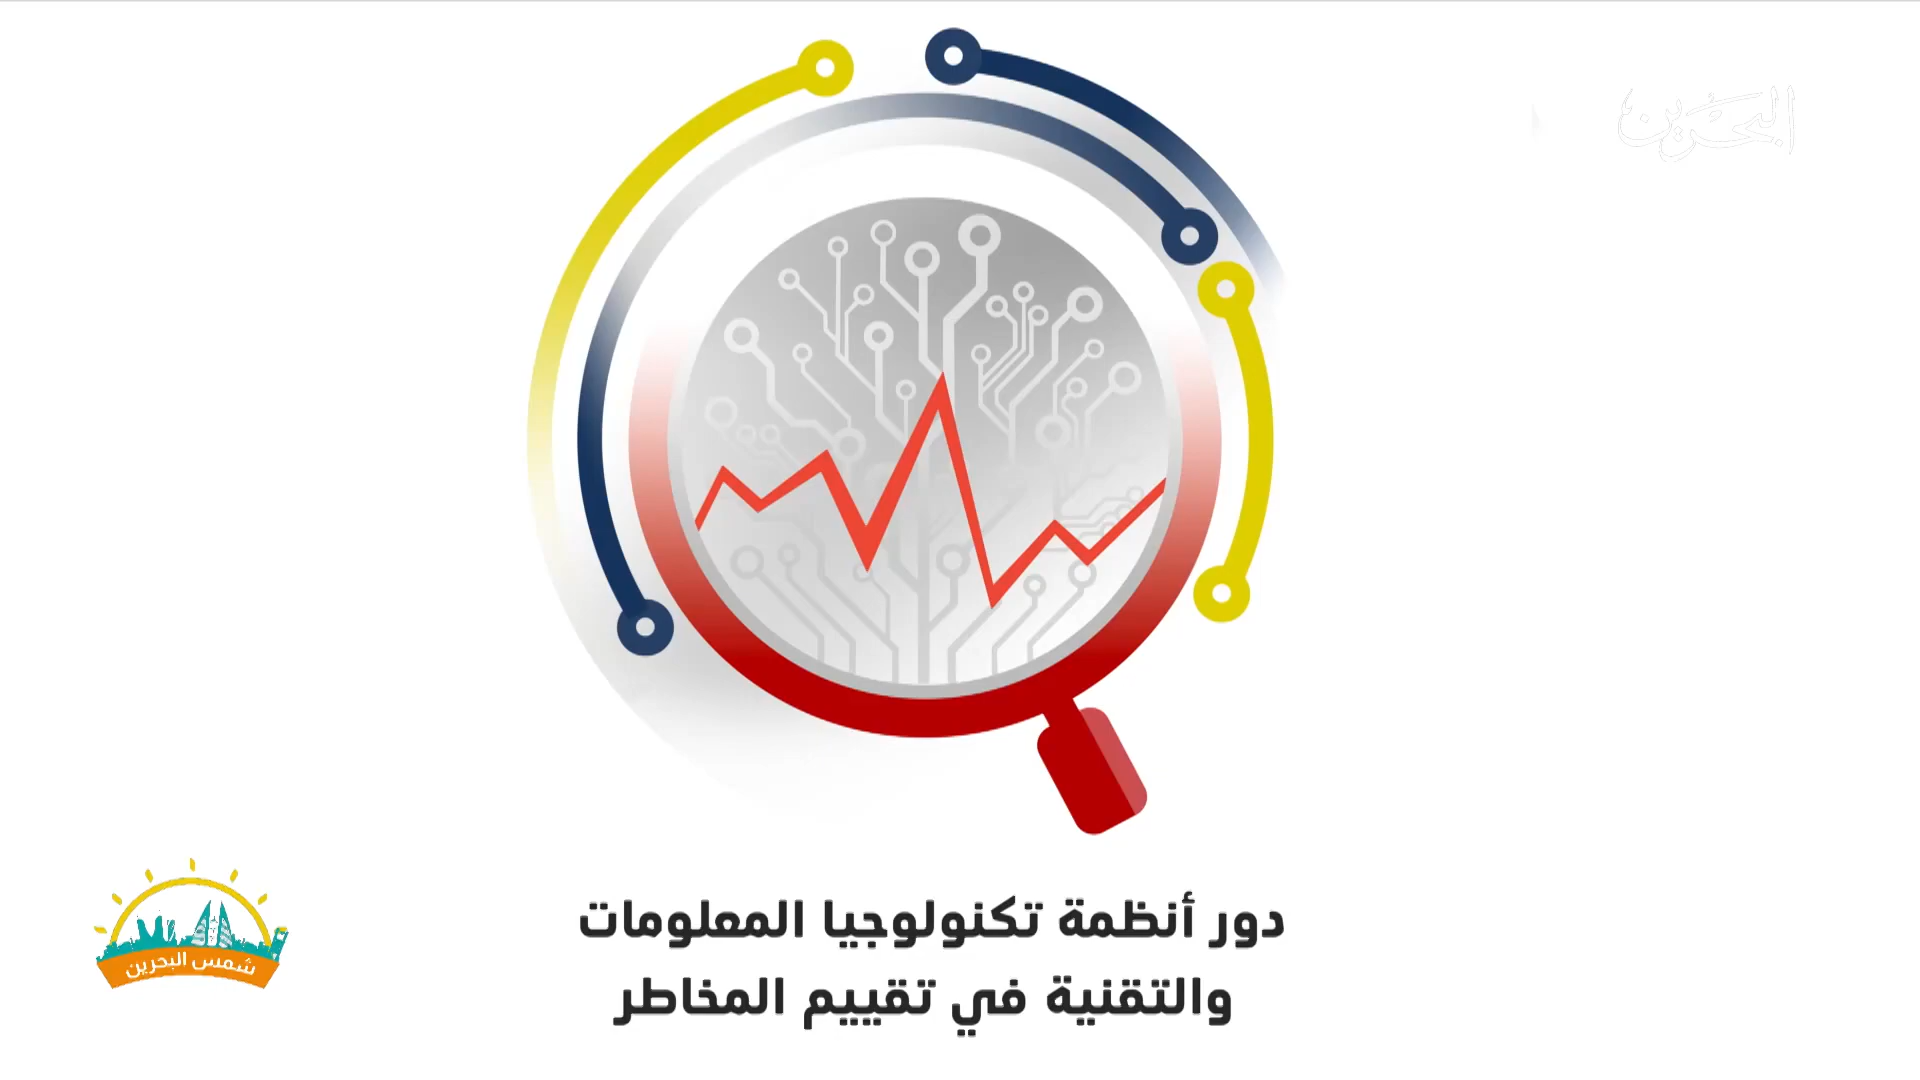 البحرين
دور أنظمة تكنولوجيا المعلومات
والتقنية في تقييم المخاطر
شمس البحرين